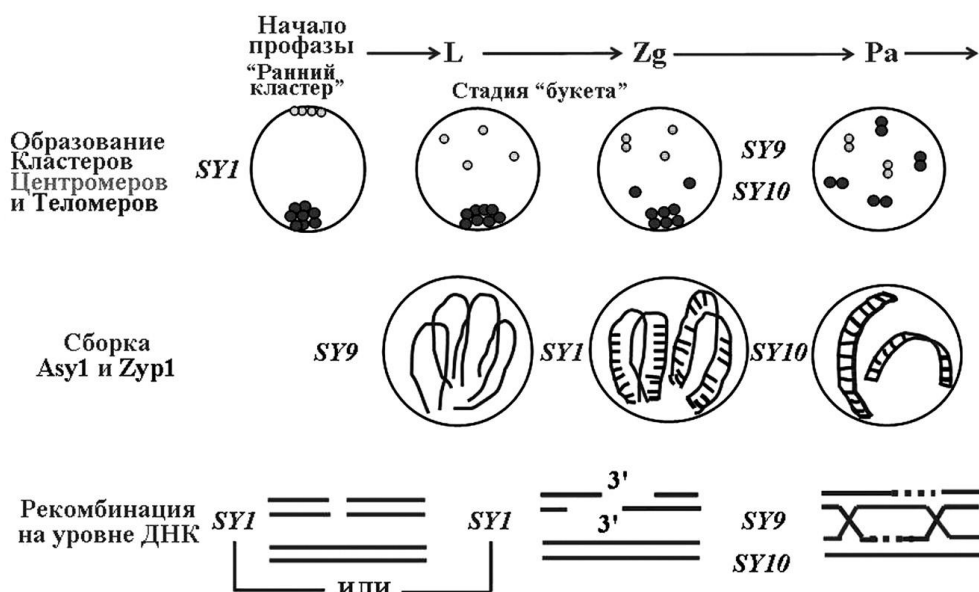 Начало
профазы
L
Zg
Pa
“Ранний
кластер”
Стадия “букета”
Образование
Кластеров
Центромеров
и Теломеров
SY1
SY9
SY10
Сборка
Asy1 и Zyp1
SY9
SY1
SY10
Рекомбинация
на уровне ДНК
SY1
SY1
3'
3'
SY9
SY10
ИЛИ